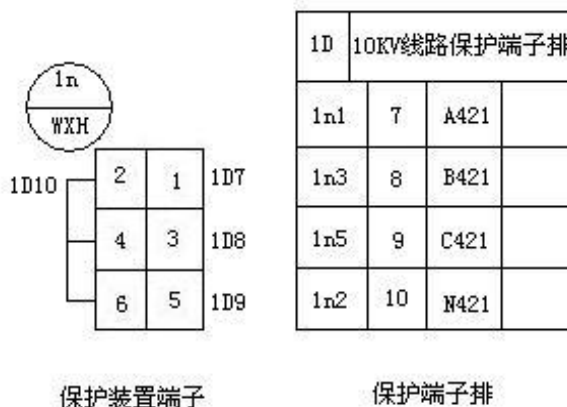 1n
WXH
1D10
2 1 1D7
4 3 1D8
6 5 1D9
保护装置端子
1D 10KV线路保护端子排
1n1 7 A421
1n3 8 B421
1n5 9 C421
1n2 10 N421
保护端子排